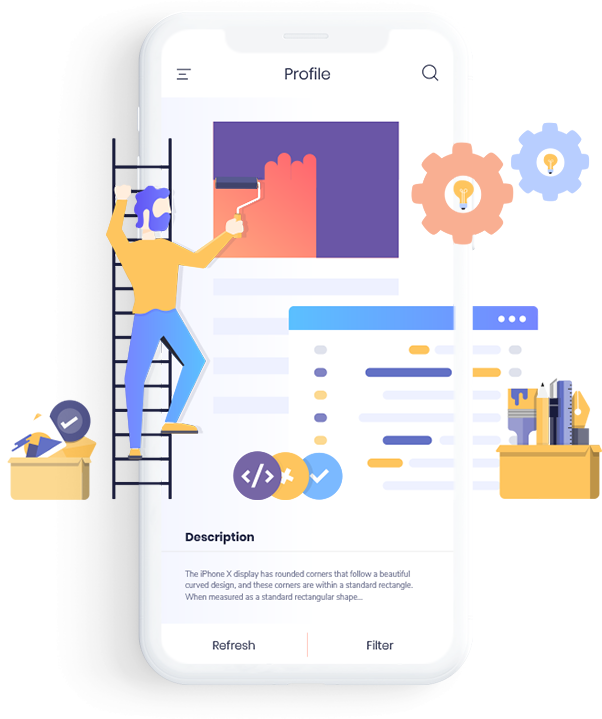 Profile
</>
Description
The iPhone X display has rounded corners that follow a beautiful
curved design, and these corners are within a standard rectangle.
When measured as a standard rectangular shape...
Refresh
Filter